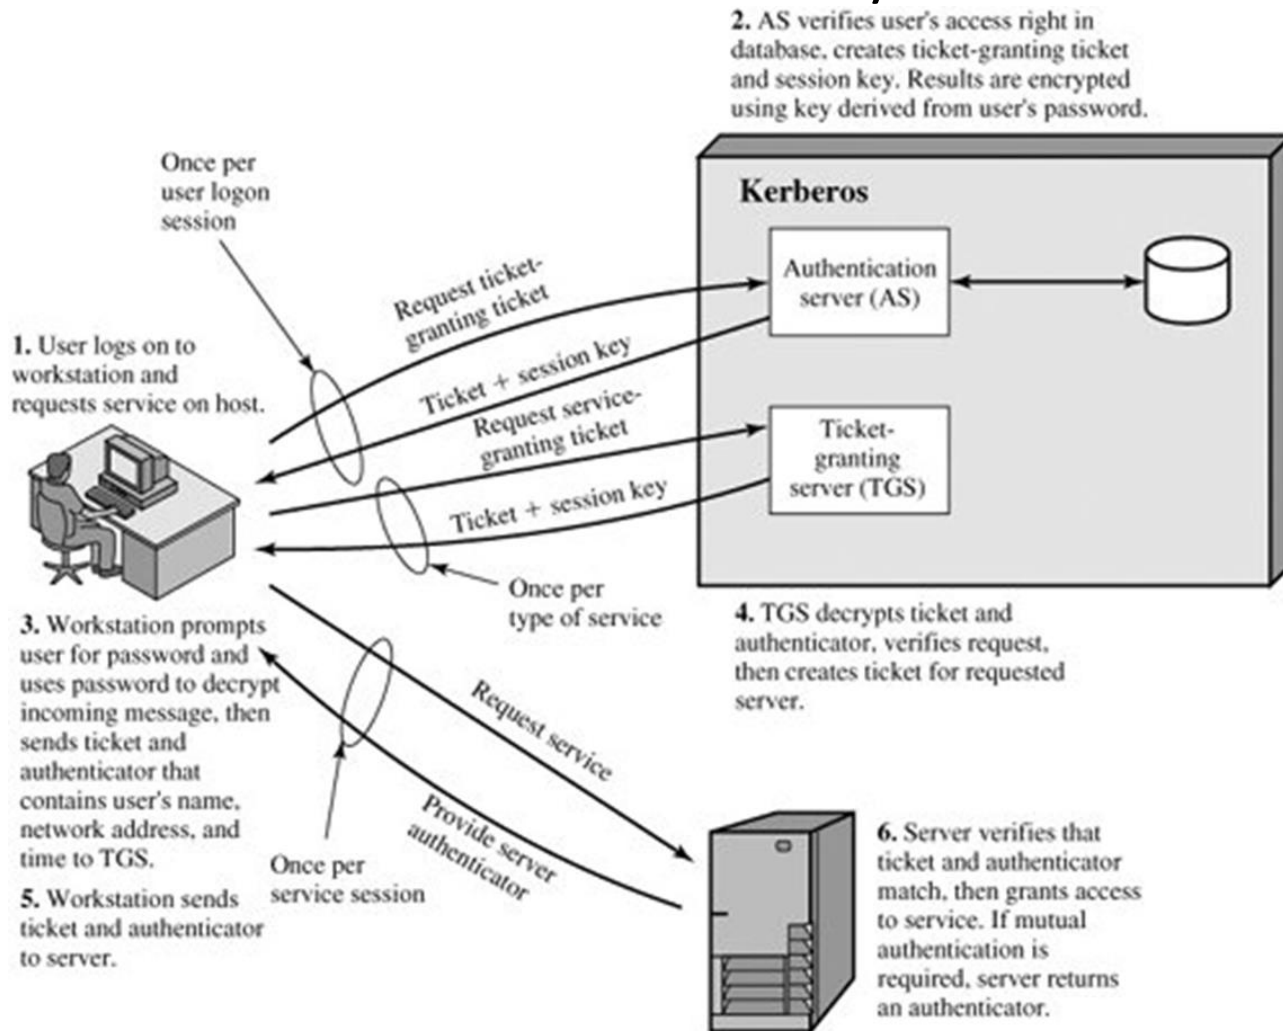 2. AS verifies user's access right in
database, creates ticket-granting ticket
and session key. Results are encrypted
using key derived from user's password.
Once per
user logon
session
Kerberos
Authentication
server (AS)
Request ticket-
granting ticket
1. User logs on to
workstation and
requests service on host.
Ticket + session key
Request service-
granting ticket
Ticket-
granting
server (TGS)
Ticket + session key
Once per
type of service
3. Workstation prompts
user for password and
uses password to decrypt
incoming message, then
sends ticket and
authenticator that
contains user's name,
network address, and
time to TGS.
4. TGS decrypts ticket and
authenticator, verifies request,
then creates ticket for requested
server.
Request service
Provide server
authenticator
Once per
service session
5. Workstation sends
ticket and authenticator
to server.
6. Server verifies that
ticket and authenticator
match, then grants access
to service. If mutual
authentication is
required, server returns
an authenticator.